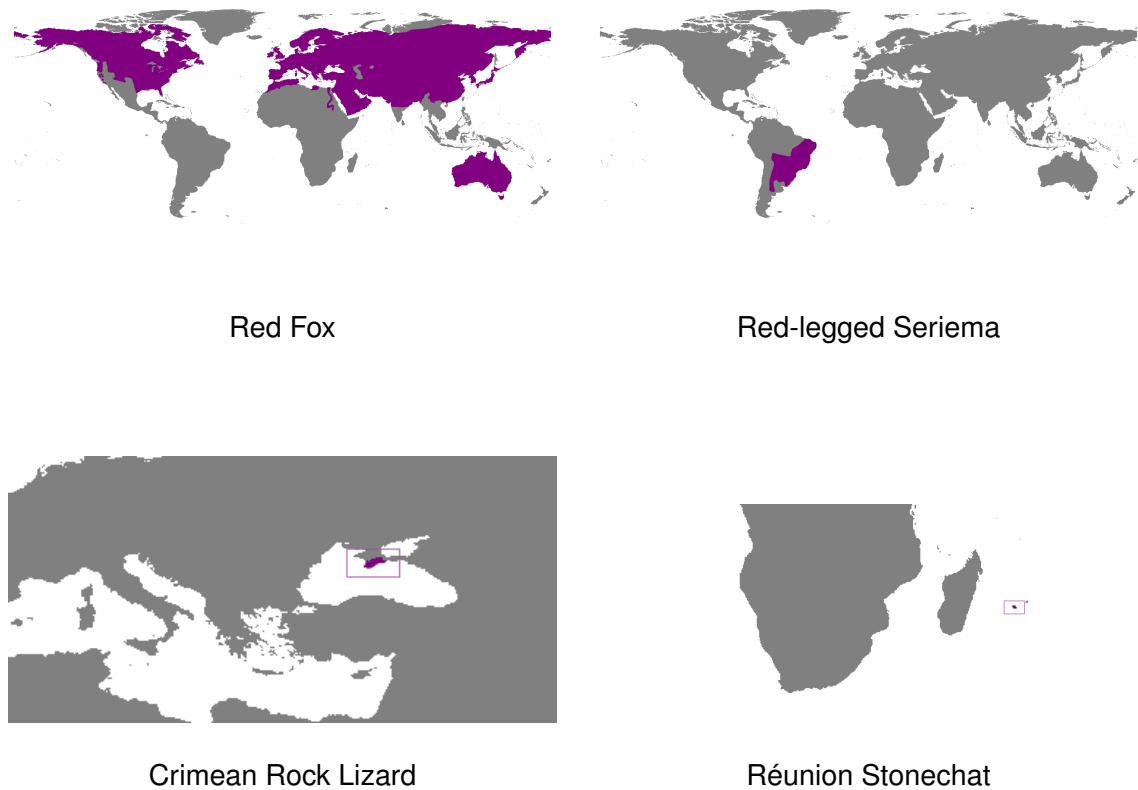 Red Fox
Red-legged Seriema
Crimean Rock Lizard
Réunion Stonechat